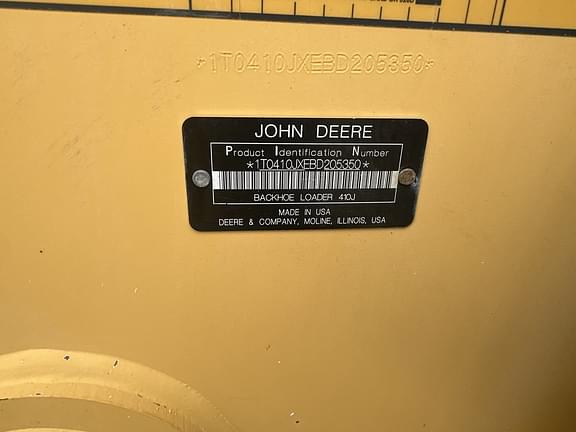 *1T0410JXEBD205350*
JOHN DEERE
Product Identification Number
*1T0410JXEBD205350*
BACKHOE LOADER 410J
MADE IN USA
DEERE & COMPANY, MOLINE, ILLINOIS, USA